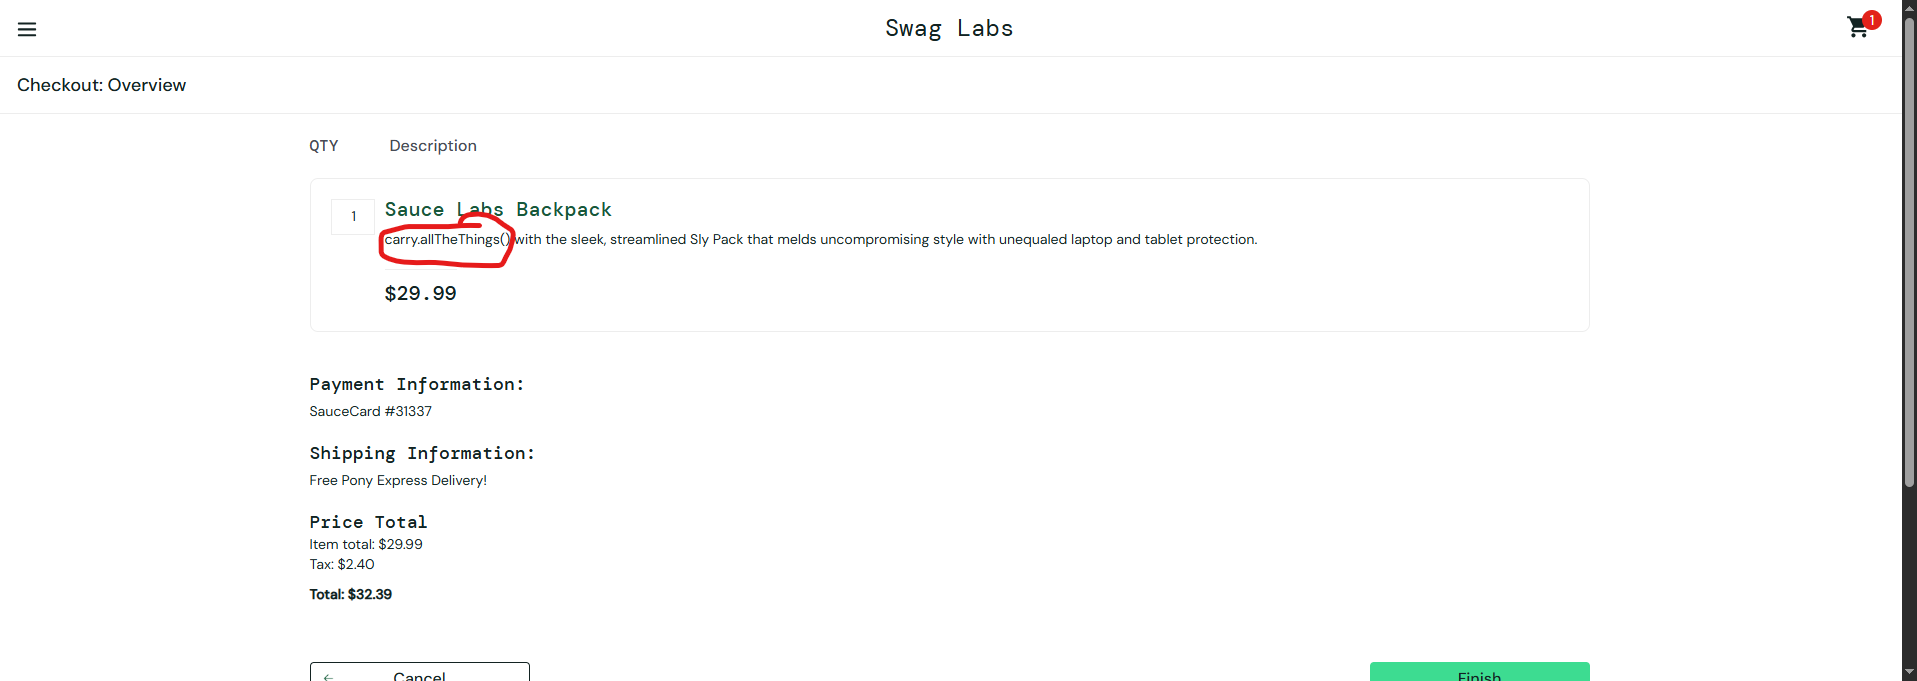 Swag Labs
1
Checkout: Overview
QTY Description
1
Sauce Labs Backpack
carry.allTheThings() with the sleek, streamlined Sly Pack that melds uncompromising style with unequaled laptop and tablet protection.
$29.99
Payment Information:
SauceCard #31337
Shipping Information:
Free Pony Express Delivery!
Price Total
Item total: $29.99
Tax: $2.40
Total: $32.39
Cancel
Finish